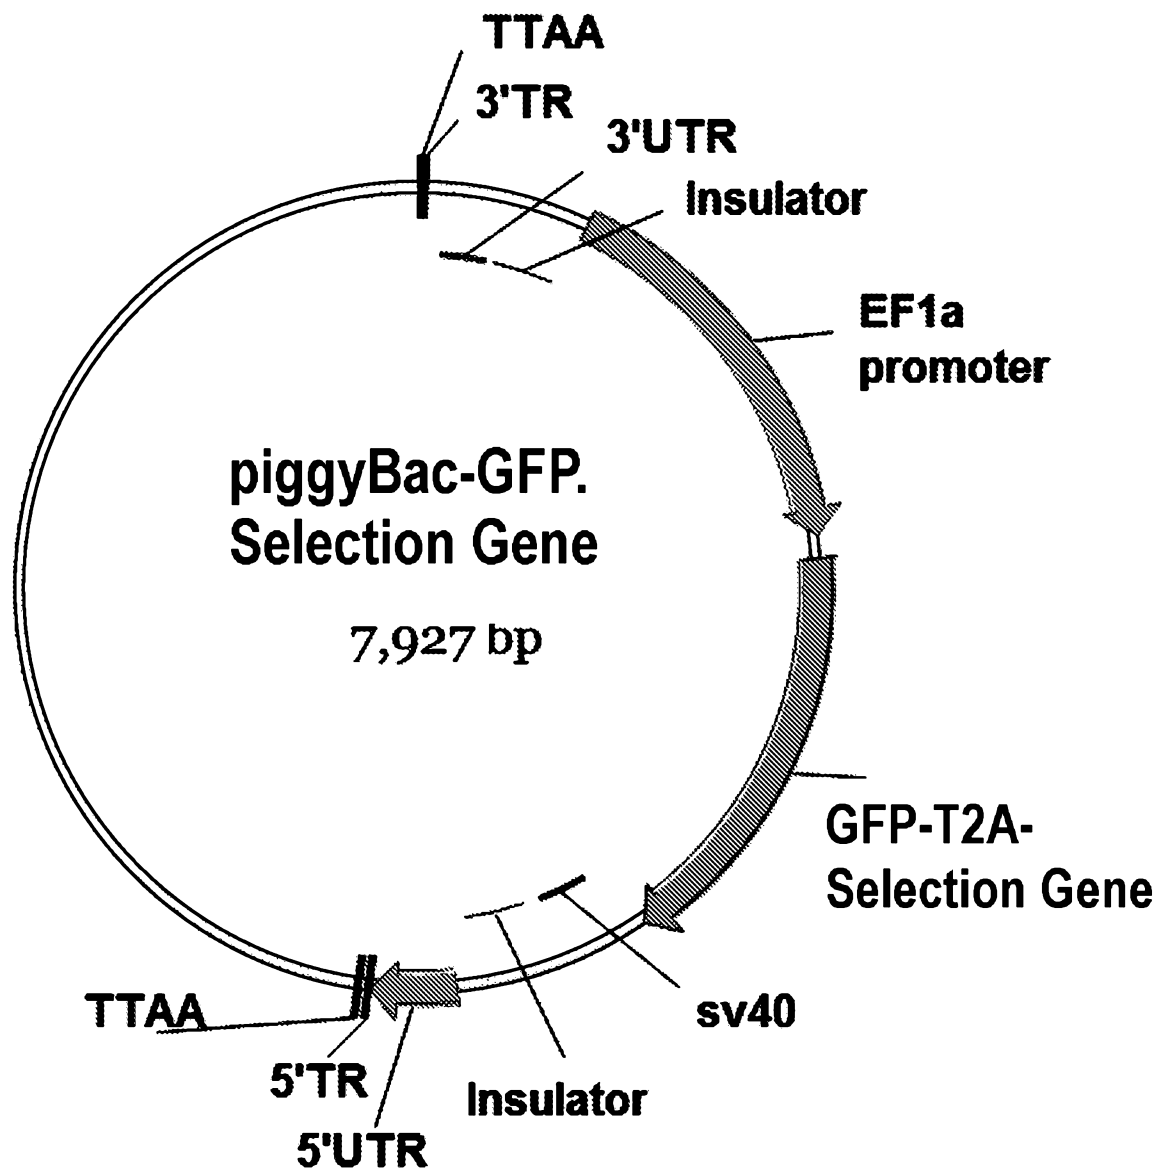 TTAA
3'TR
3'UTR
Insulator
EF1a
promoter
piggyBac-GFP.
Selection Gene
7,927 bp
GFP-T2A-
Selection Gene
sv40
Insulator
TTAA
5'TR
5'UTR